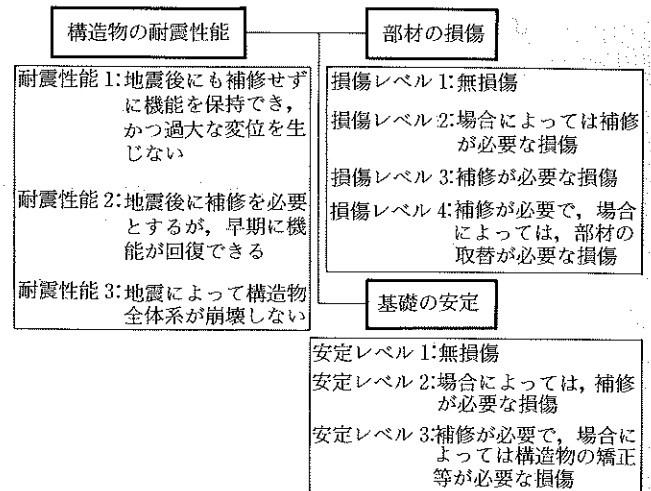 構造物の耐震性能
耐震性能 1:地震後にも補修せず
に機能を保持でき,
かつ過大な変位を生
じない
耐震性能 2:地震後に補修を必要
とするが, 早期に機
能が回復できる
耐震性能 3:地震によって構造物
全体系が崩壊しない
部材の損傷
損傷レベル 1:無損傷
損傷レベル 2:場合によっては補修
が必要な損傷
損傷レベル 3:補修が必要な損傷
損傷レベル 4:補修が必要で, 場合
によっては, 部材の
取替が必要な損傷
基礎の安定
安定レベル 1:無損傷
安定レベル 2:場合によっては, 補修
が必要な損傷
安定レベル 3:補修が必要で, 場合に
よっては構造物の矯正
等が必要な損傷